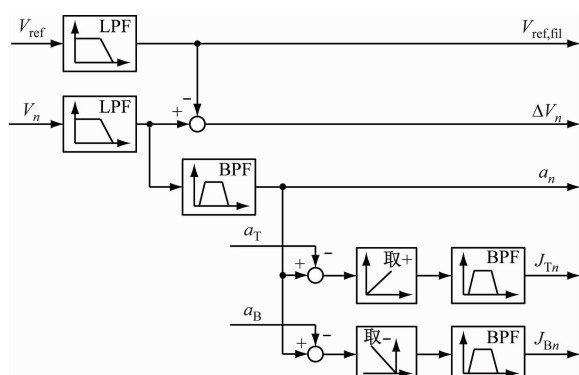 V_ref LPF V_ref,fil
−
V_n LPF + ΔV_n
BPF a_n
a_T − 取+ BPF J_Tn
+
a_B − 取− BPF J_Bn
+